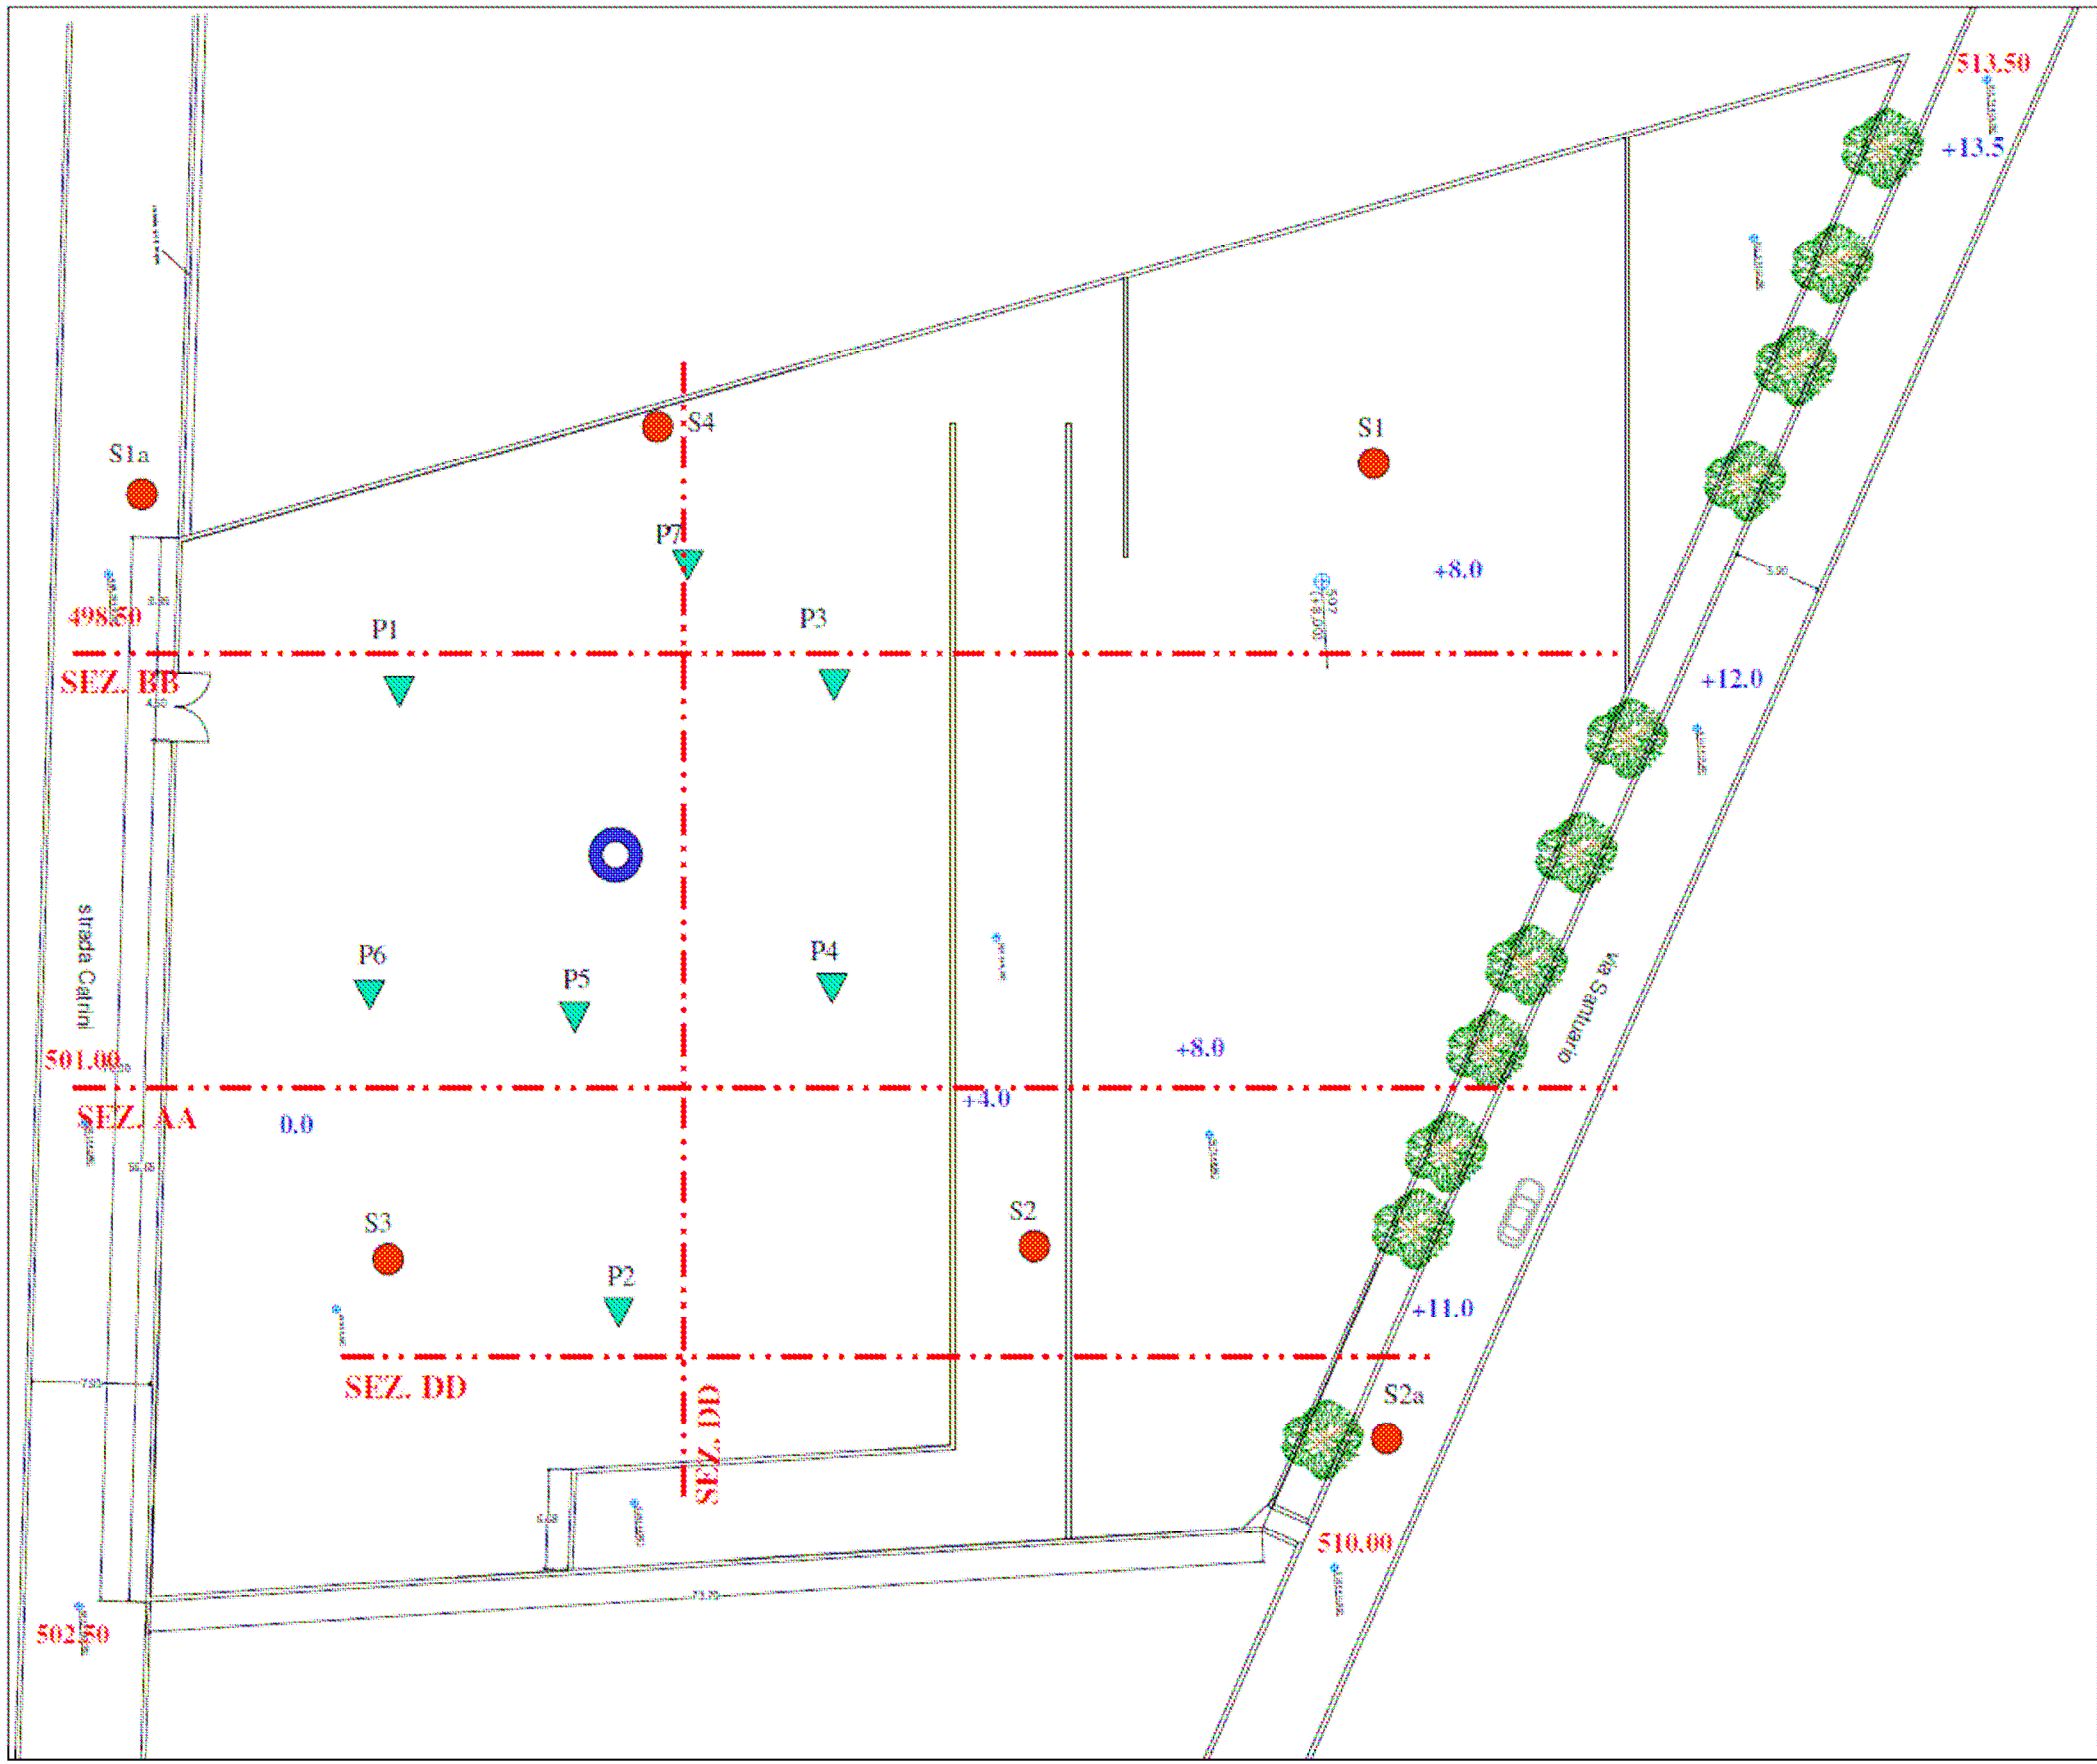 513.50
+13.5
S4
S1
S1a
P7
+8.0
5.90
498.50
P1
P3
SEZ. BB
+12.0
strada Catrini
P6
P5
P4
via Santuario
+8.0
501.00
+4.0
SEZ. AA
0.0
S3
S2
P2
+11.0
SEZ. DD
S2a
SEZ. DD
510.00
502.50